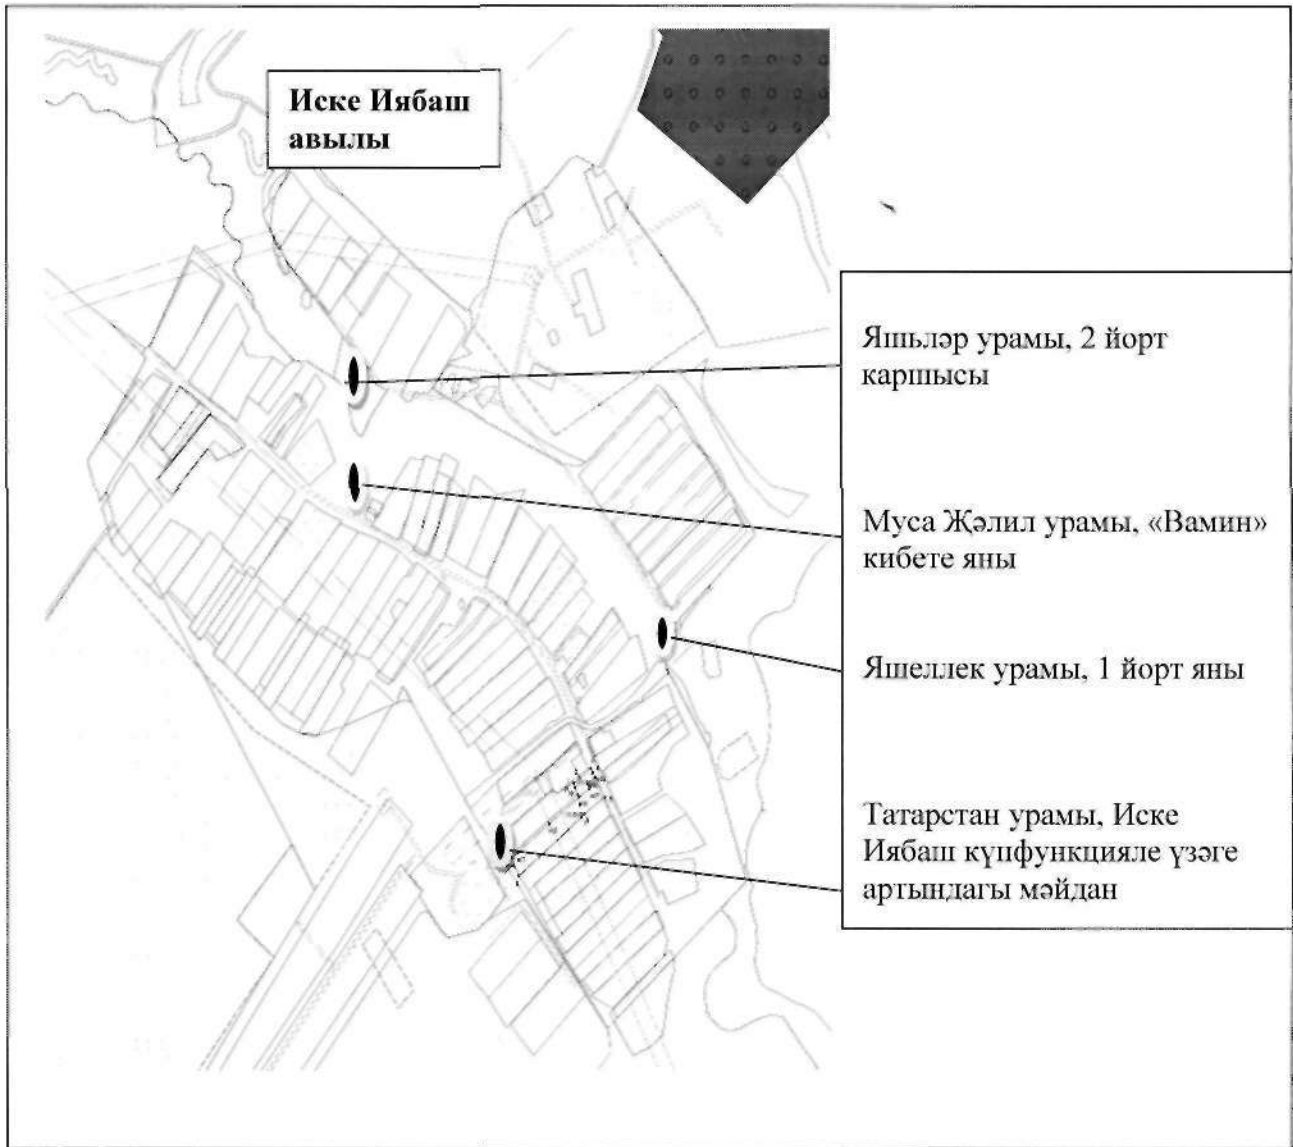 Иске Иябаш
авылы
Яшьләр урамы, 2 йорт
каршысы
Муса Җәлил урамы, «Вамин»
кибете яны
Яшеллек урамы, 1 йорт яны
Татарстан урамы, Иске
Иябаш күпфункцияле үзәге
артындагы мәйдан